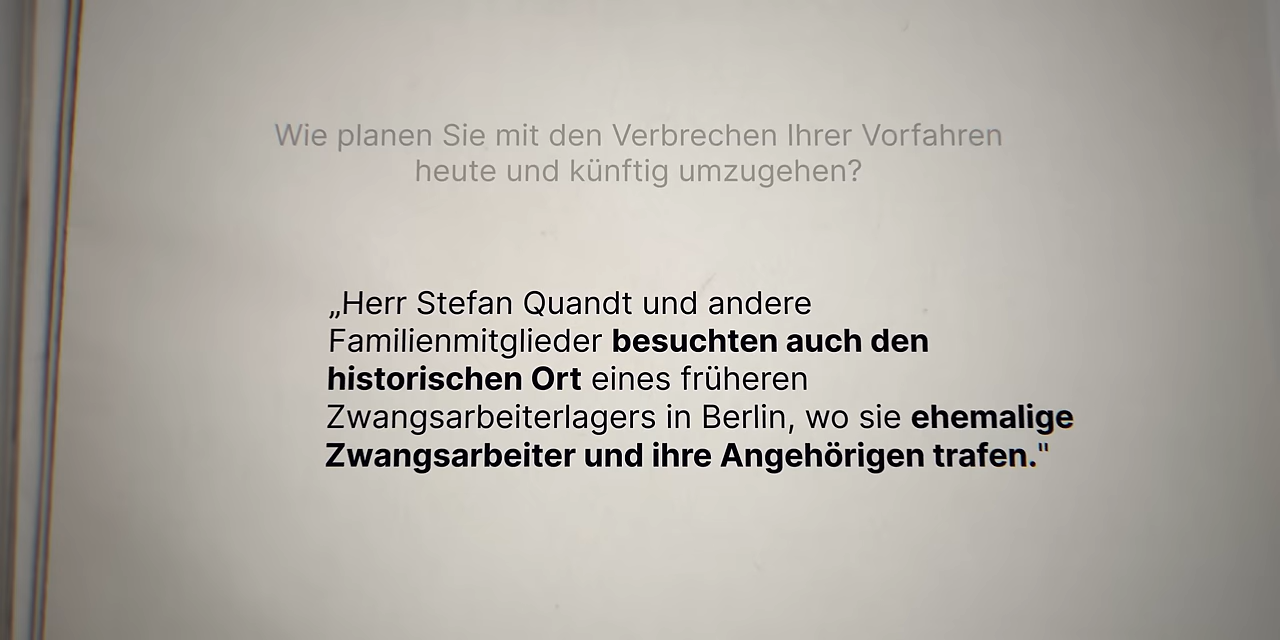 Wie planen Sie mit den Verbrechen Ihrer Vorfahren
heute und künftig umzugehen?
„Herr Stefan Quandt und andere
Familienmitglieder besuchten auch den
historischen Ort eines früheren
Zwangsarbeiterlagers in Berlin, wo sie ehemalige
Zwangsarbeiter und ihre Angehörigen trafen."